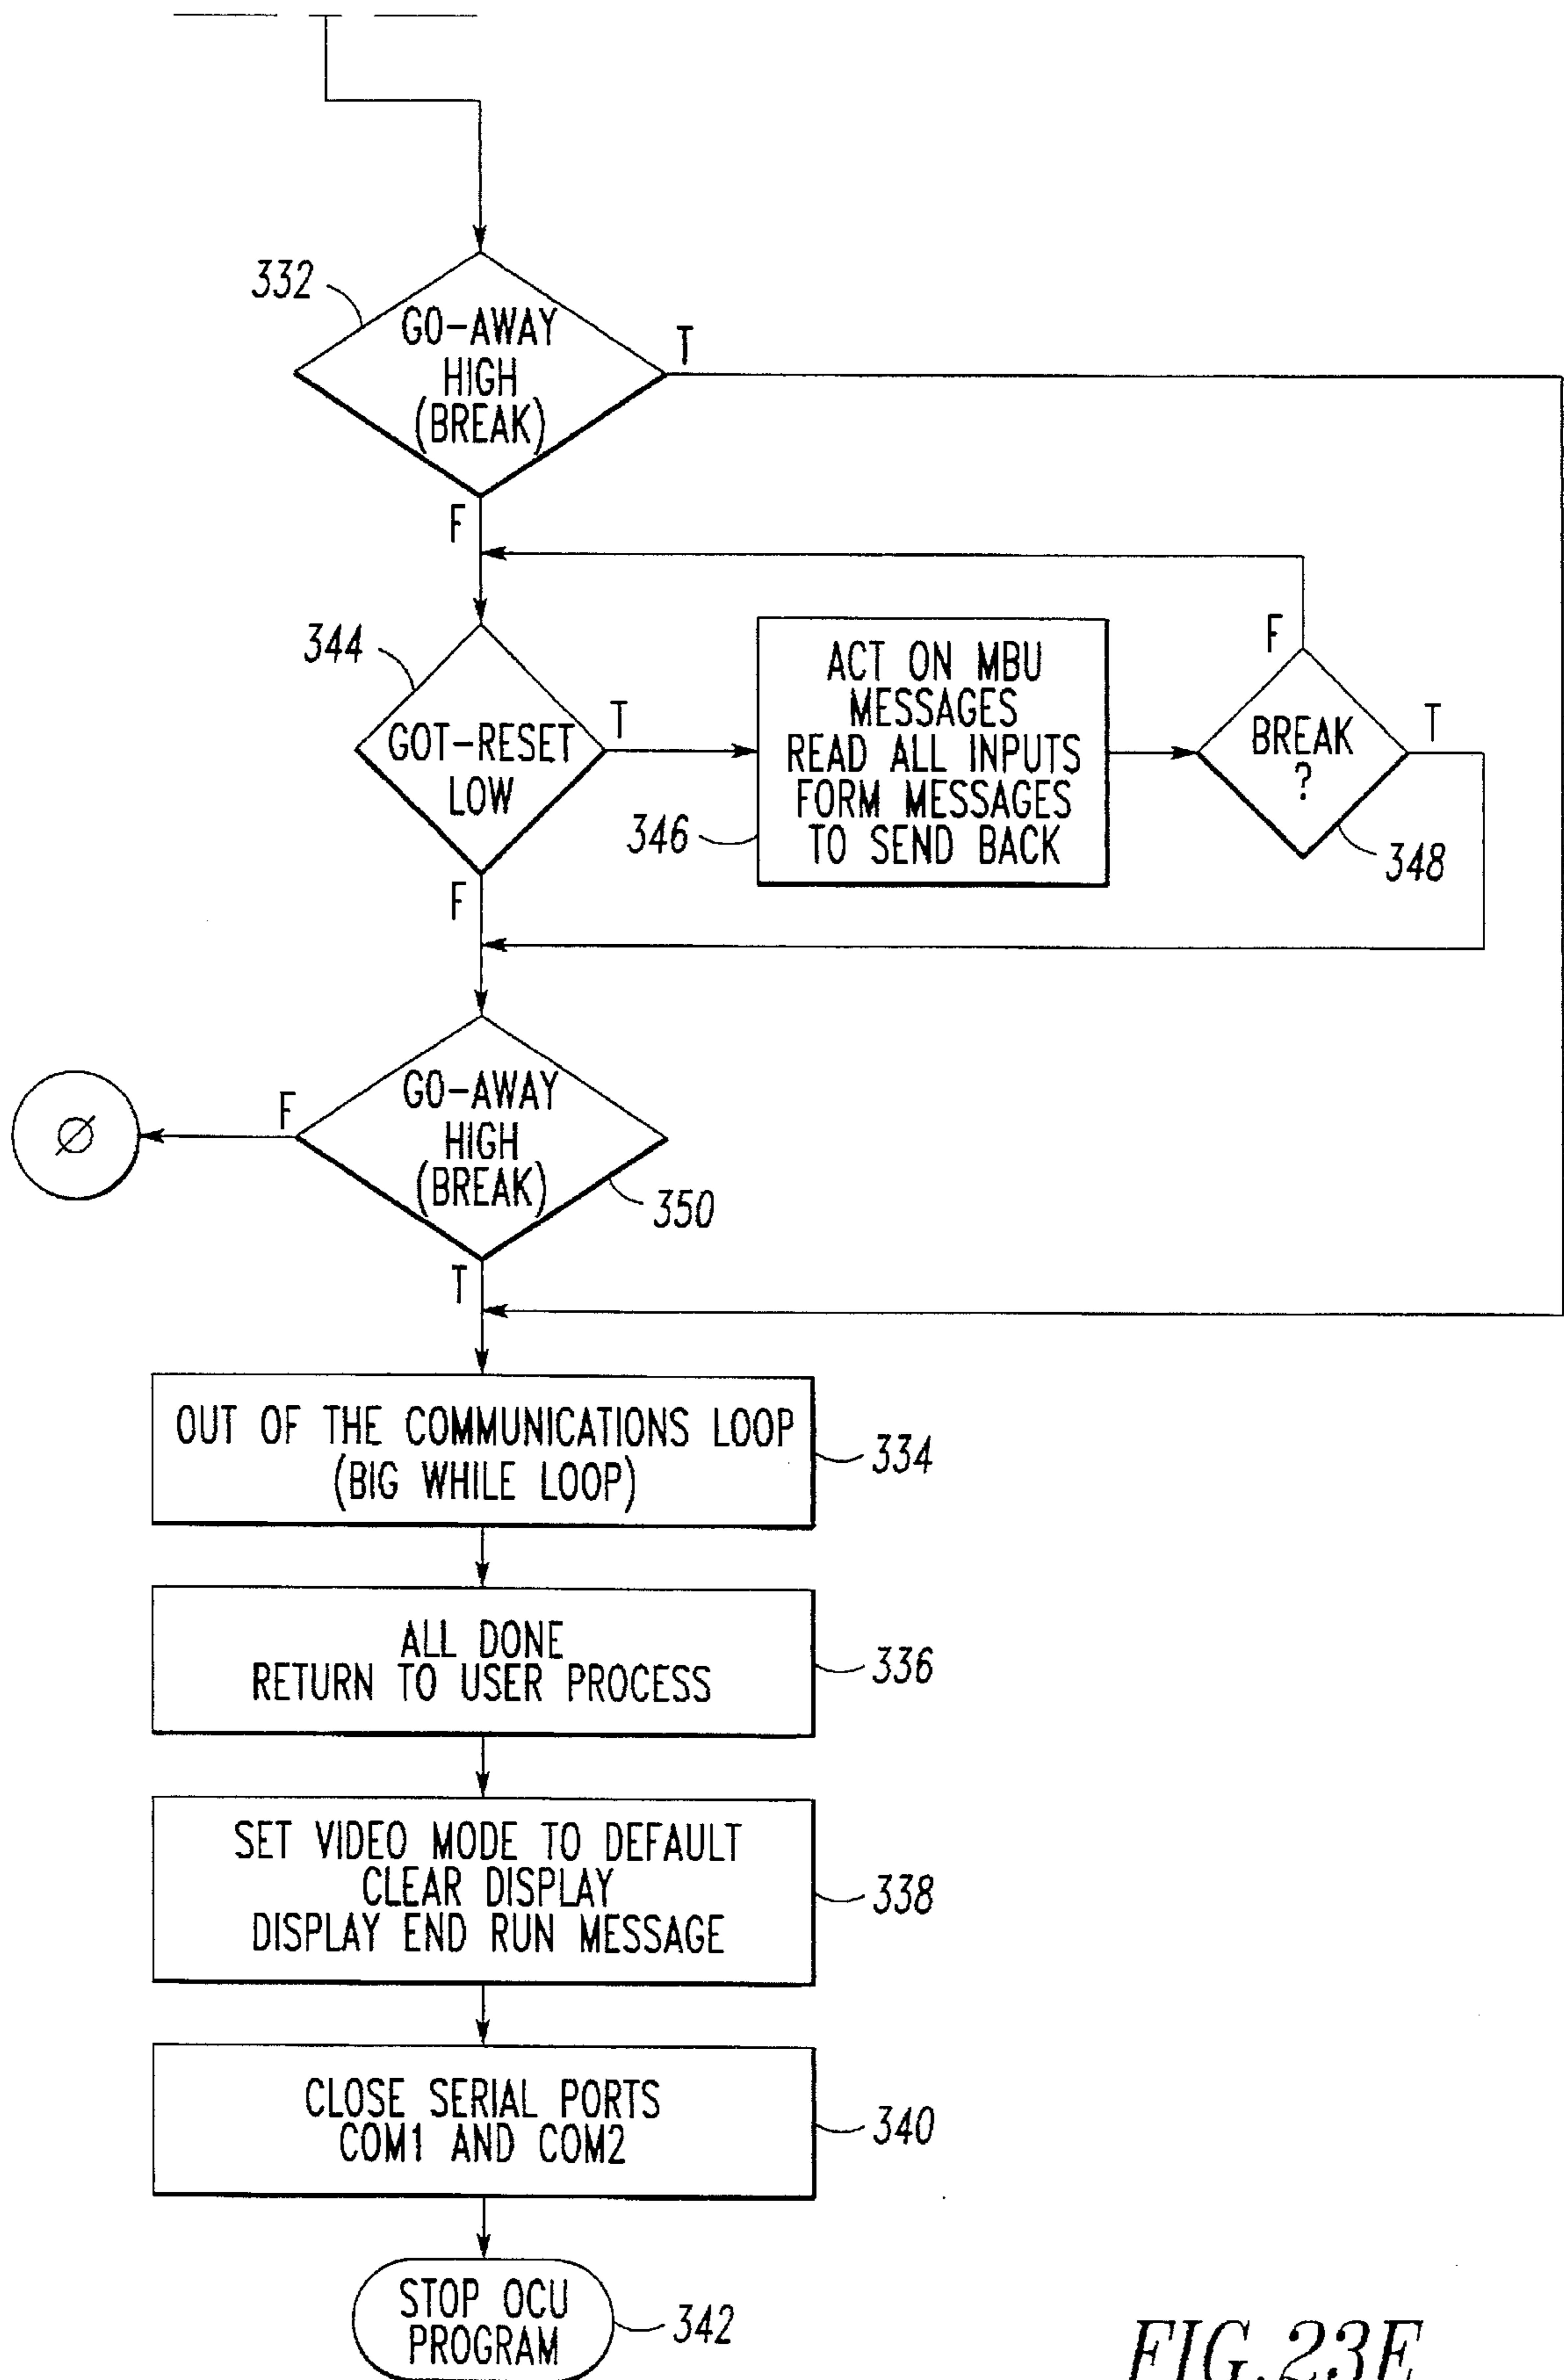 332
GO-AWAY
HIGH
(BREAK)
T
F
344
GOT-RESET
LOW
T
F
ACT ON MBU
MESSAGES
READ ALL INPUTS
FORM MESSAGES
TO SEND BACK
346
F
BREAK
?
T
348
GO-AWAY
HIGH
(BREAK)
F
Ø
350
T
OUT OF THE COMMUNICATIONS LOOP
(BIG WHILE LOOP)
334
ALL DONE
RETURN TO USER PROCESS
336
SET VIDEO MODE TO DEFAULT
CLEAR DISPLAY
DISPLAY END RUN MESSAGE
338
CLOSE SERIAL PORTS
COM1 AND COM2
340
STOP OCU
PROGRAM
342
FIG.23E